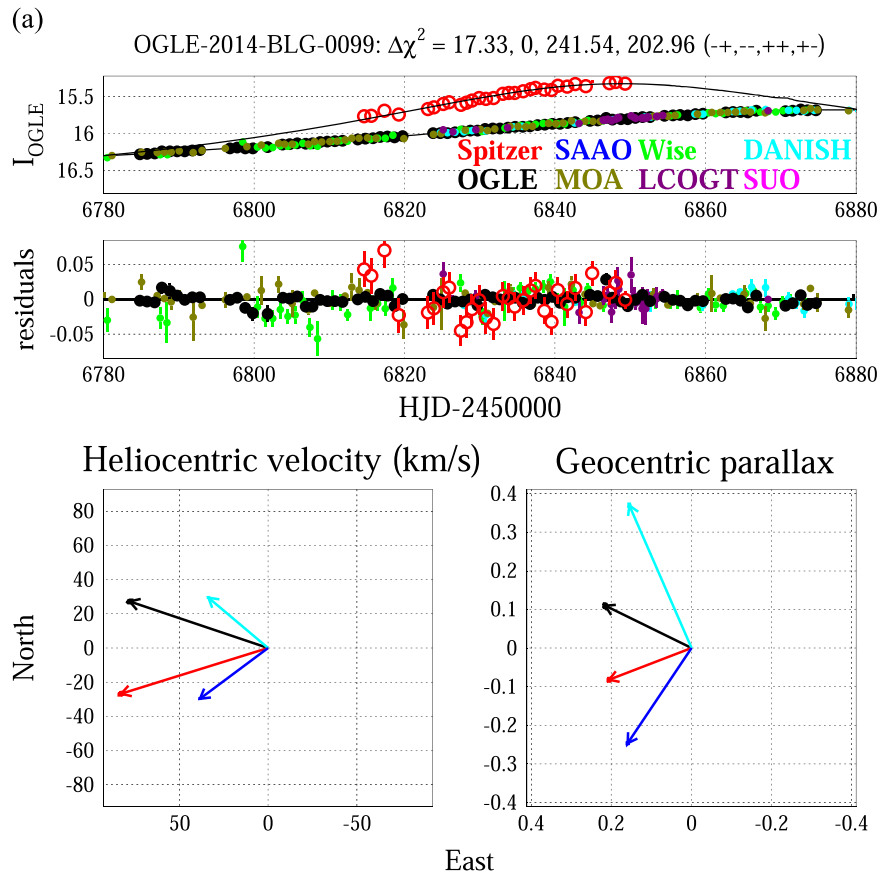 (a)
OGLE-2014-BLG-0099: Δχ² = 17.33, 0, 241.54, 202.96 (-+,--,++,+-)
15.5
16
16.5
I_OGLE
Spitzer SAAO Wise DANISH
OGLE MOA LCOGT SUO
6780 6800 6820 6840 6860 6880
0.05
0
-0.05
residuals
6780 6800 6820 6840 6860 6880
HJD-2450000
Heliocentric velocity (km/s) Geocentric parallax
80
60
40
20
0
-20
-40
-60
-80
North
50 0 -50
0.4
0.3
0.2
0.1
0
-0.1
-0.2
-0.3
-0.4
0.4 0.2 0 -0.2 -0.4
East